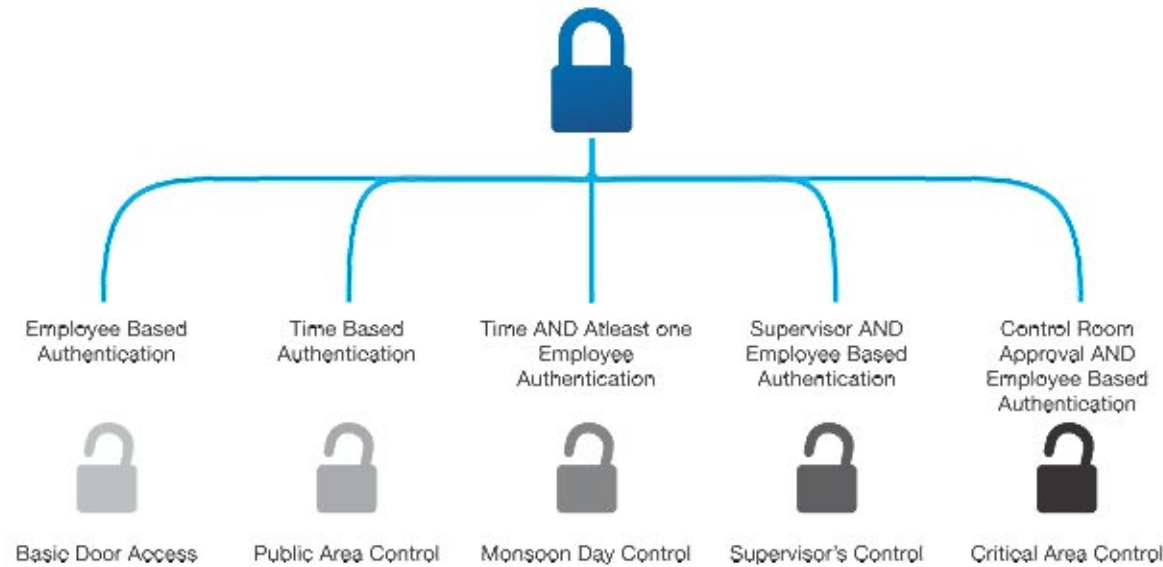 Employee Based
Authentication
Time Based
Authentication
Time AND Atleast one
Employee
Authentication
Supervisor AND
Employee Based
Authentication
Control Room
Approval AND
Employee Based
Authentication
Basic Door Access
Public Area Control
Monsoon Day Control
Supervisor's Control
Critical Area Control